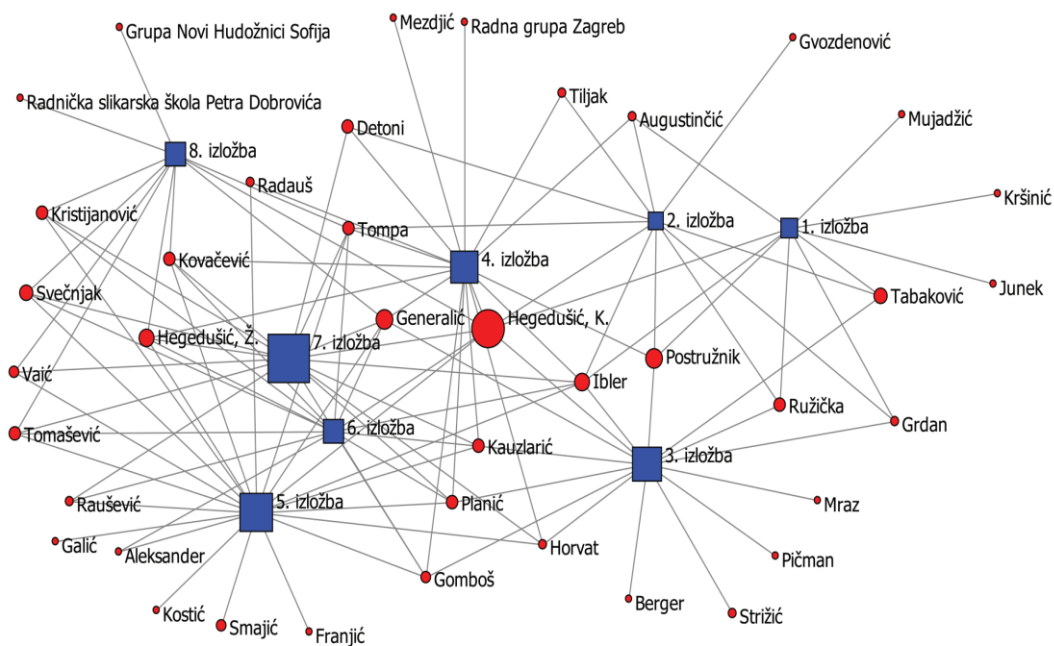 Mezdjić
Radna grupa Zagreb
Grupa Novi Hudožnici Sofija
Gvozdenović
Tiljak
Radnička slikarska škola Petra Dobrovića
Augustinčić
Mujadžić
Detoni
8. izložba
Radauš
Kršinić
Kristijanović
2. izložba
1. izložba
Tompa
Kovačević
4. izložba
Junek
Svečnjak
Tabaković
Generalić
Hegedušić, K.
Hegedušić, Ž.
7. izložba
Postružnik
Vaić
Ibler
Ružička
Grdan
Tomašević
6. izložba
Kauzlarić
3. izložba
Raušević
Planić
Mraz
5. izložba
Galić
Aleksander
Horvat
Pičman
Gomboš
Berger
Kostić
Strižić
Smajić
Franjić